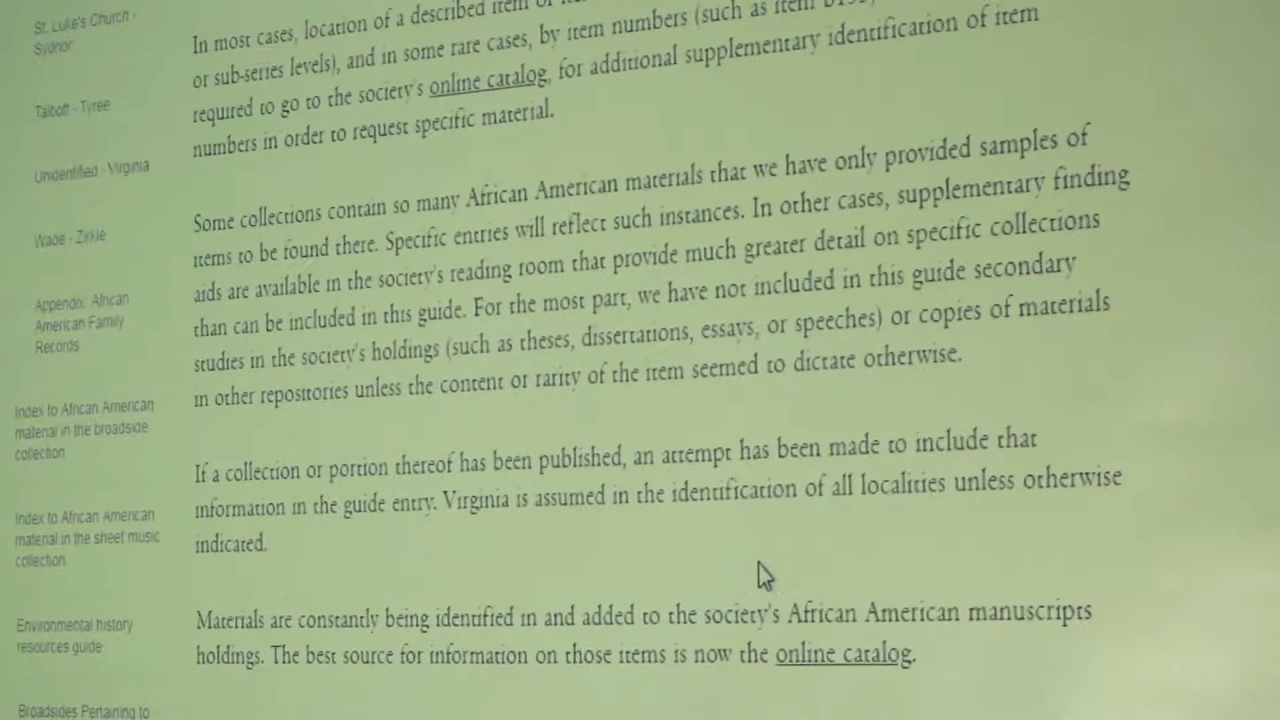 St. Luke's Church -
Sydnor
Talbott - Tyree
Unidentified - Virginia
Wade - Zirkle
Appendix: African
American Family
Records
Index to African American
material in the broadside
collection
Index to African American
material in the sheet music
collection
Environmental history
resources guide
Broadsides Pertaining to
In most cases, location of a described item or
or sub-series levels), and in some rare cases, by item numbers (such as item
required to go to the society's online catalog, for additional supplementary identification of item
numbers in order to request specific material.
Some collections contain so many African American materials that we have only provided samples of
items to be found there. Specific entries will reflect such instances. In other cases, supplementary finding
aids are available in the society's reading room that provide much greater detail on specific collections
than can be included in this guide. For the most part, we have not included in this guide secondary
studies in the society's holdings (such as theses, dissertations, essays, or speeches) or copies of materials
in other repositories unless the content or rarity of the item seemed to dictate otherwise.
If a collection or portion thereof has been published, an attempt has been made to include that
information in the guide entry. Virginia is assumed in the identification of all localities unless otherwise
indicated.
Materials are constantly being identified in and added to the society's African American manuscripts
holdings. The best source for information on those items is now the online catalog.